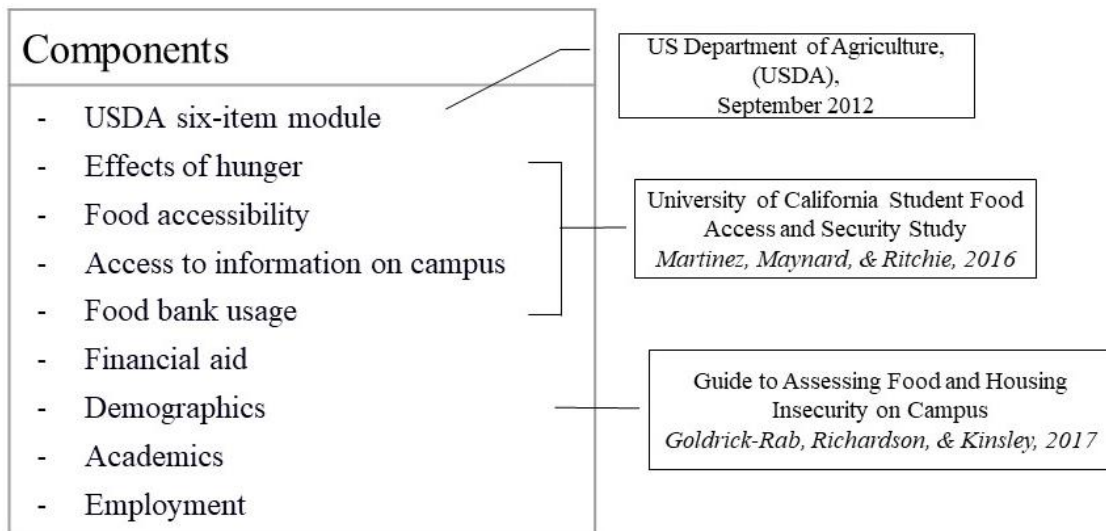 Components
- USDA six-item module
- Effects of hunger
- Food accessibility
- Access to information on campus
- Food bank usage
- Financial aid
- Demographics
- Academics
- Employment
US Department of Agriculture,
(USDA),
September 2012
University of California Student Food
Access and Security Study
Martinez, Maynard, & Ritchie, 2016
Guide to Assessing Food and Housing
Insecurity on Campus
Goldrick-Rab, Richardson, & Kinsley, 2017